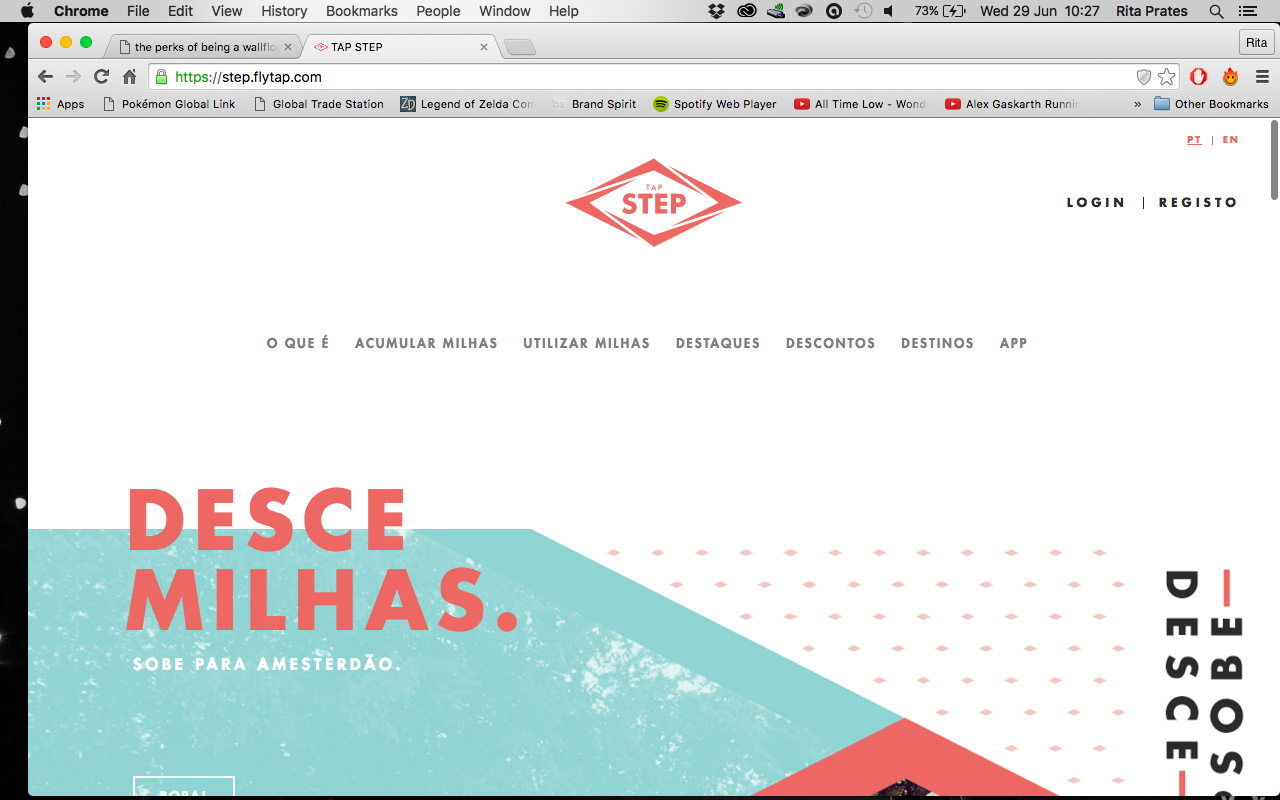 Chrome File Edit View History Bookmarks People Window Help 73% Wed 29 Jun 10:27 Rita Prates
the perks of being a wallflo TAP STEP Rita
https://step.flytap.com
Apps Pokémon Global Link Global Trade Station Legend of Zelda Com Brand Spirit Spotify Web Player All Time Low - Wond Alex Gaskarth Runnin » Other Bookmarks
PT | EN
TAP
STEP
LOGIN | REGISTO
O QUE É ACUMULAR MILHAS UTILIZAR MILHAS DESTAQUES DESCONTOS DESTINOS APP
DESCE
MILHAS.
SOBE PARA AMESTERDÃO.
BORA!
DESCE
SOBE